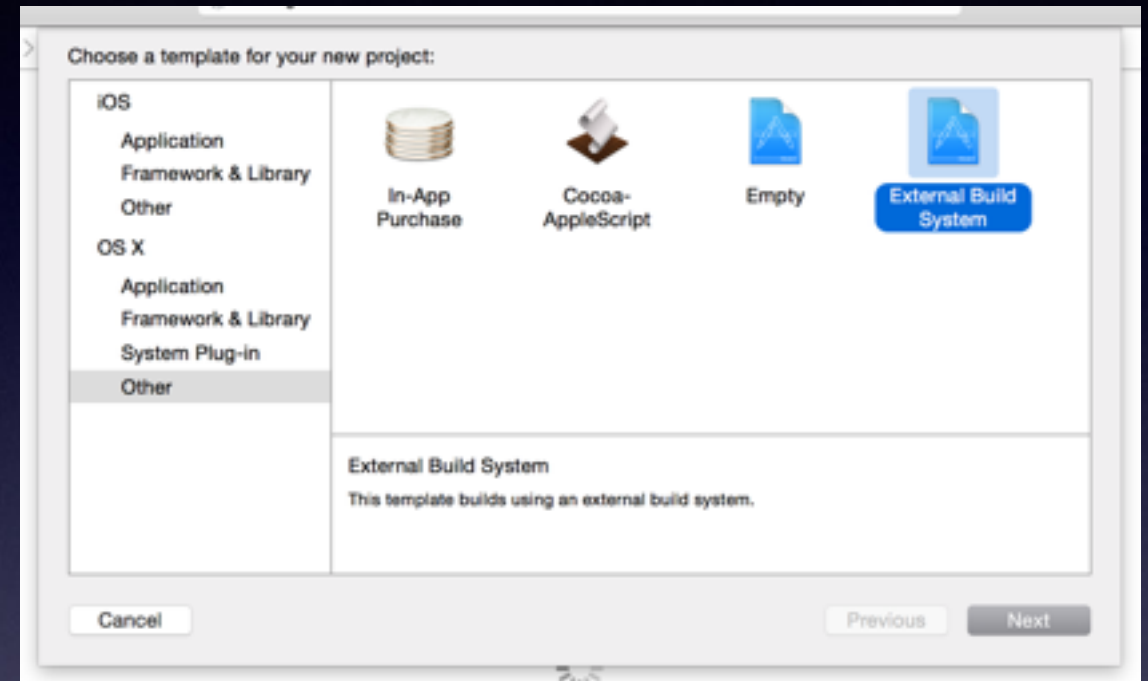 Choose a template for your new project:
iOS
Application
Framework & Library
Other
OS X
Application
Framework & Library
System Plug-in
Other
In-App
Purchase
Cocoa-
AppleScript
Empty
External Build
System
External Build System
This template builds using an external build system.
Cancel
Previous
Next